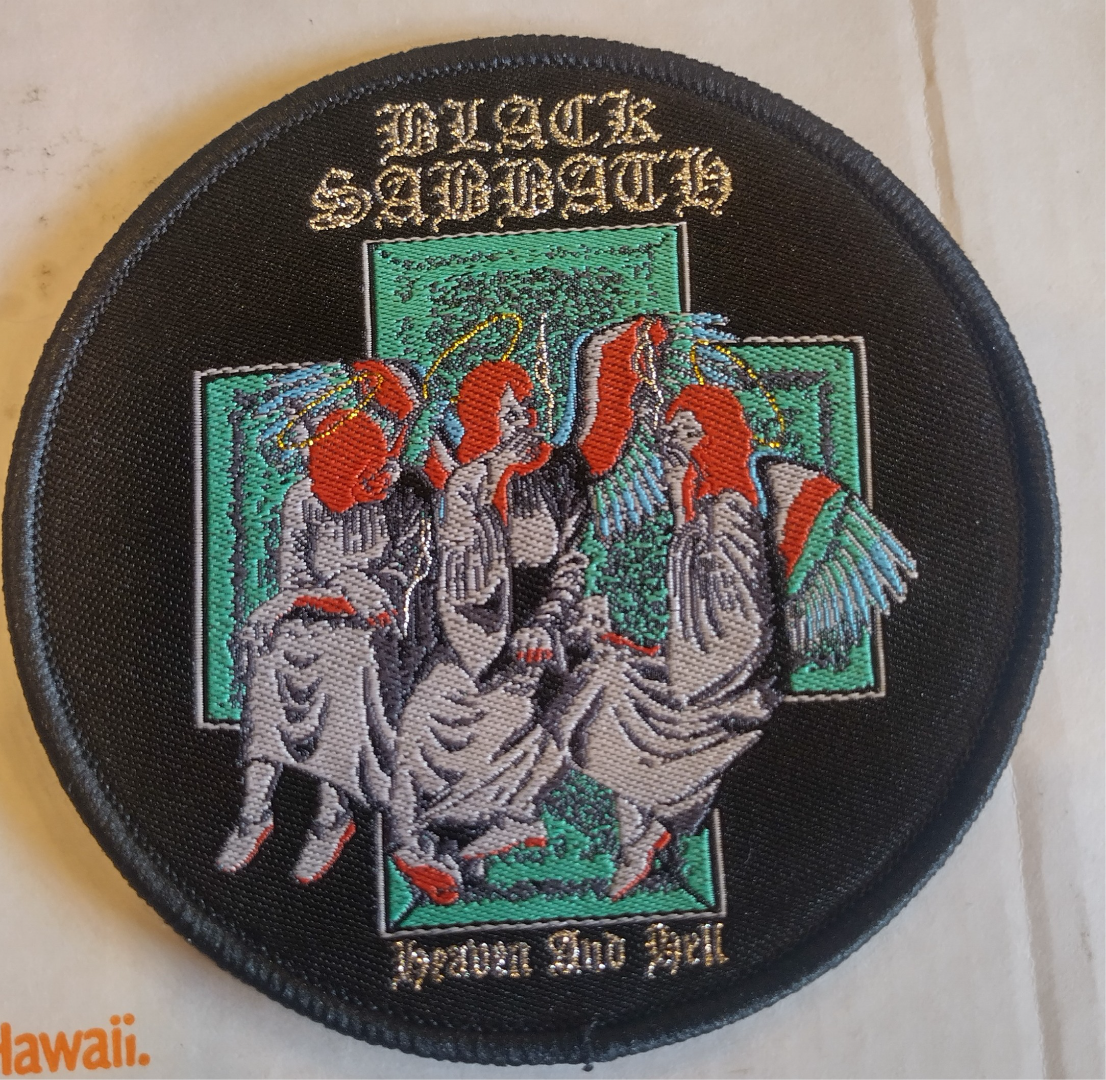 BLACK
SABBATH
Heaven And Hell
Hawaii.